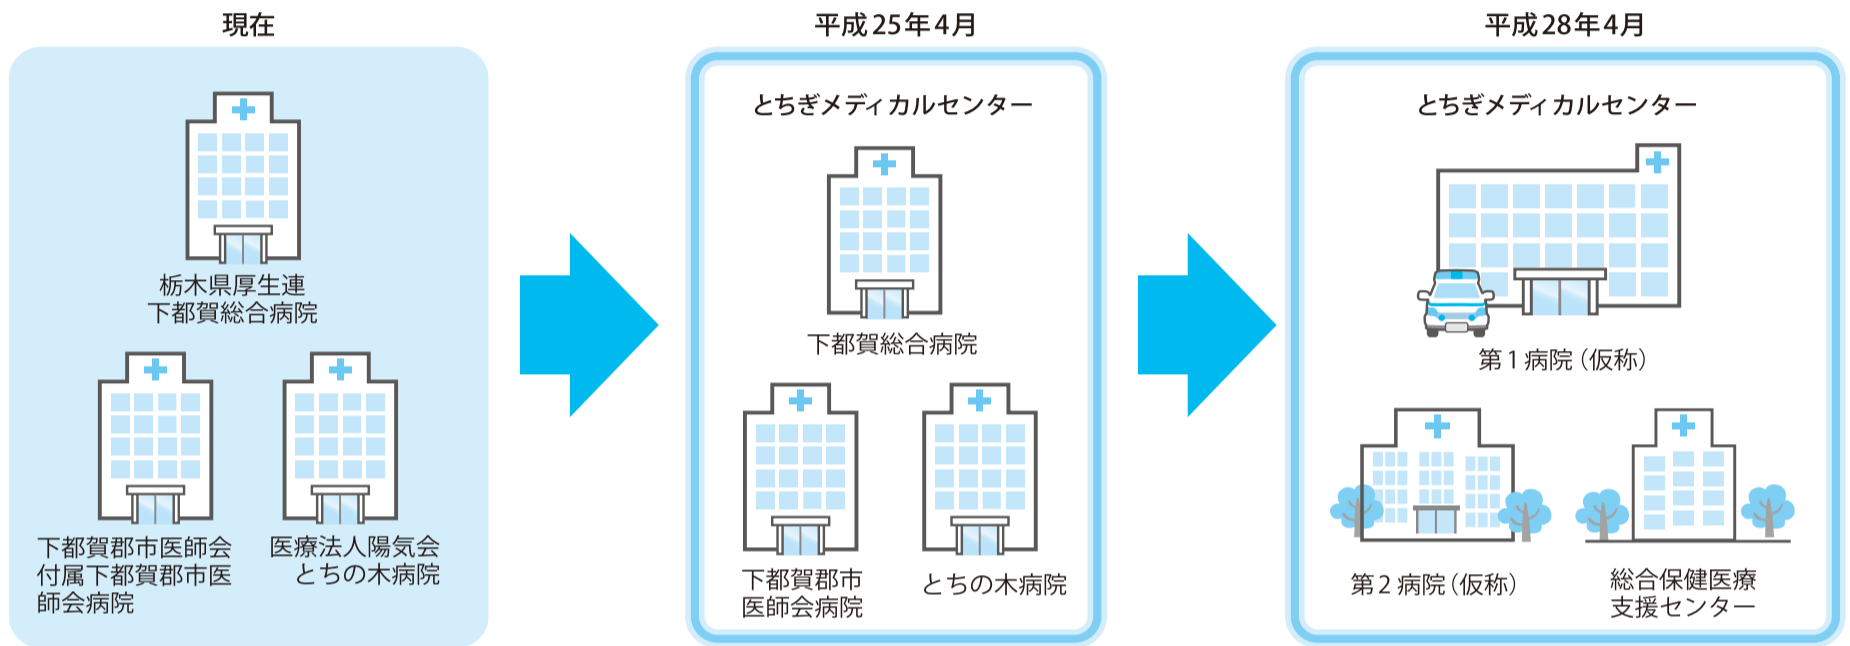 現在
栃木県厚生連
下都賀総合病院
下都賀郡市医師会
付属下都賀郡市医
師会病院
医療法人陽気会
とちの木病院
平成25年4月
とちぎメディカルセンター
下都賀総合病院
下都賀郡市
医師会病院
とちの木病院
平成28年4月
とちぎメディカルセンター
第1病院(仮称)
第2病院(仮称)
総合保健医療
支援センター